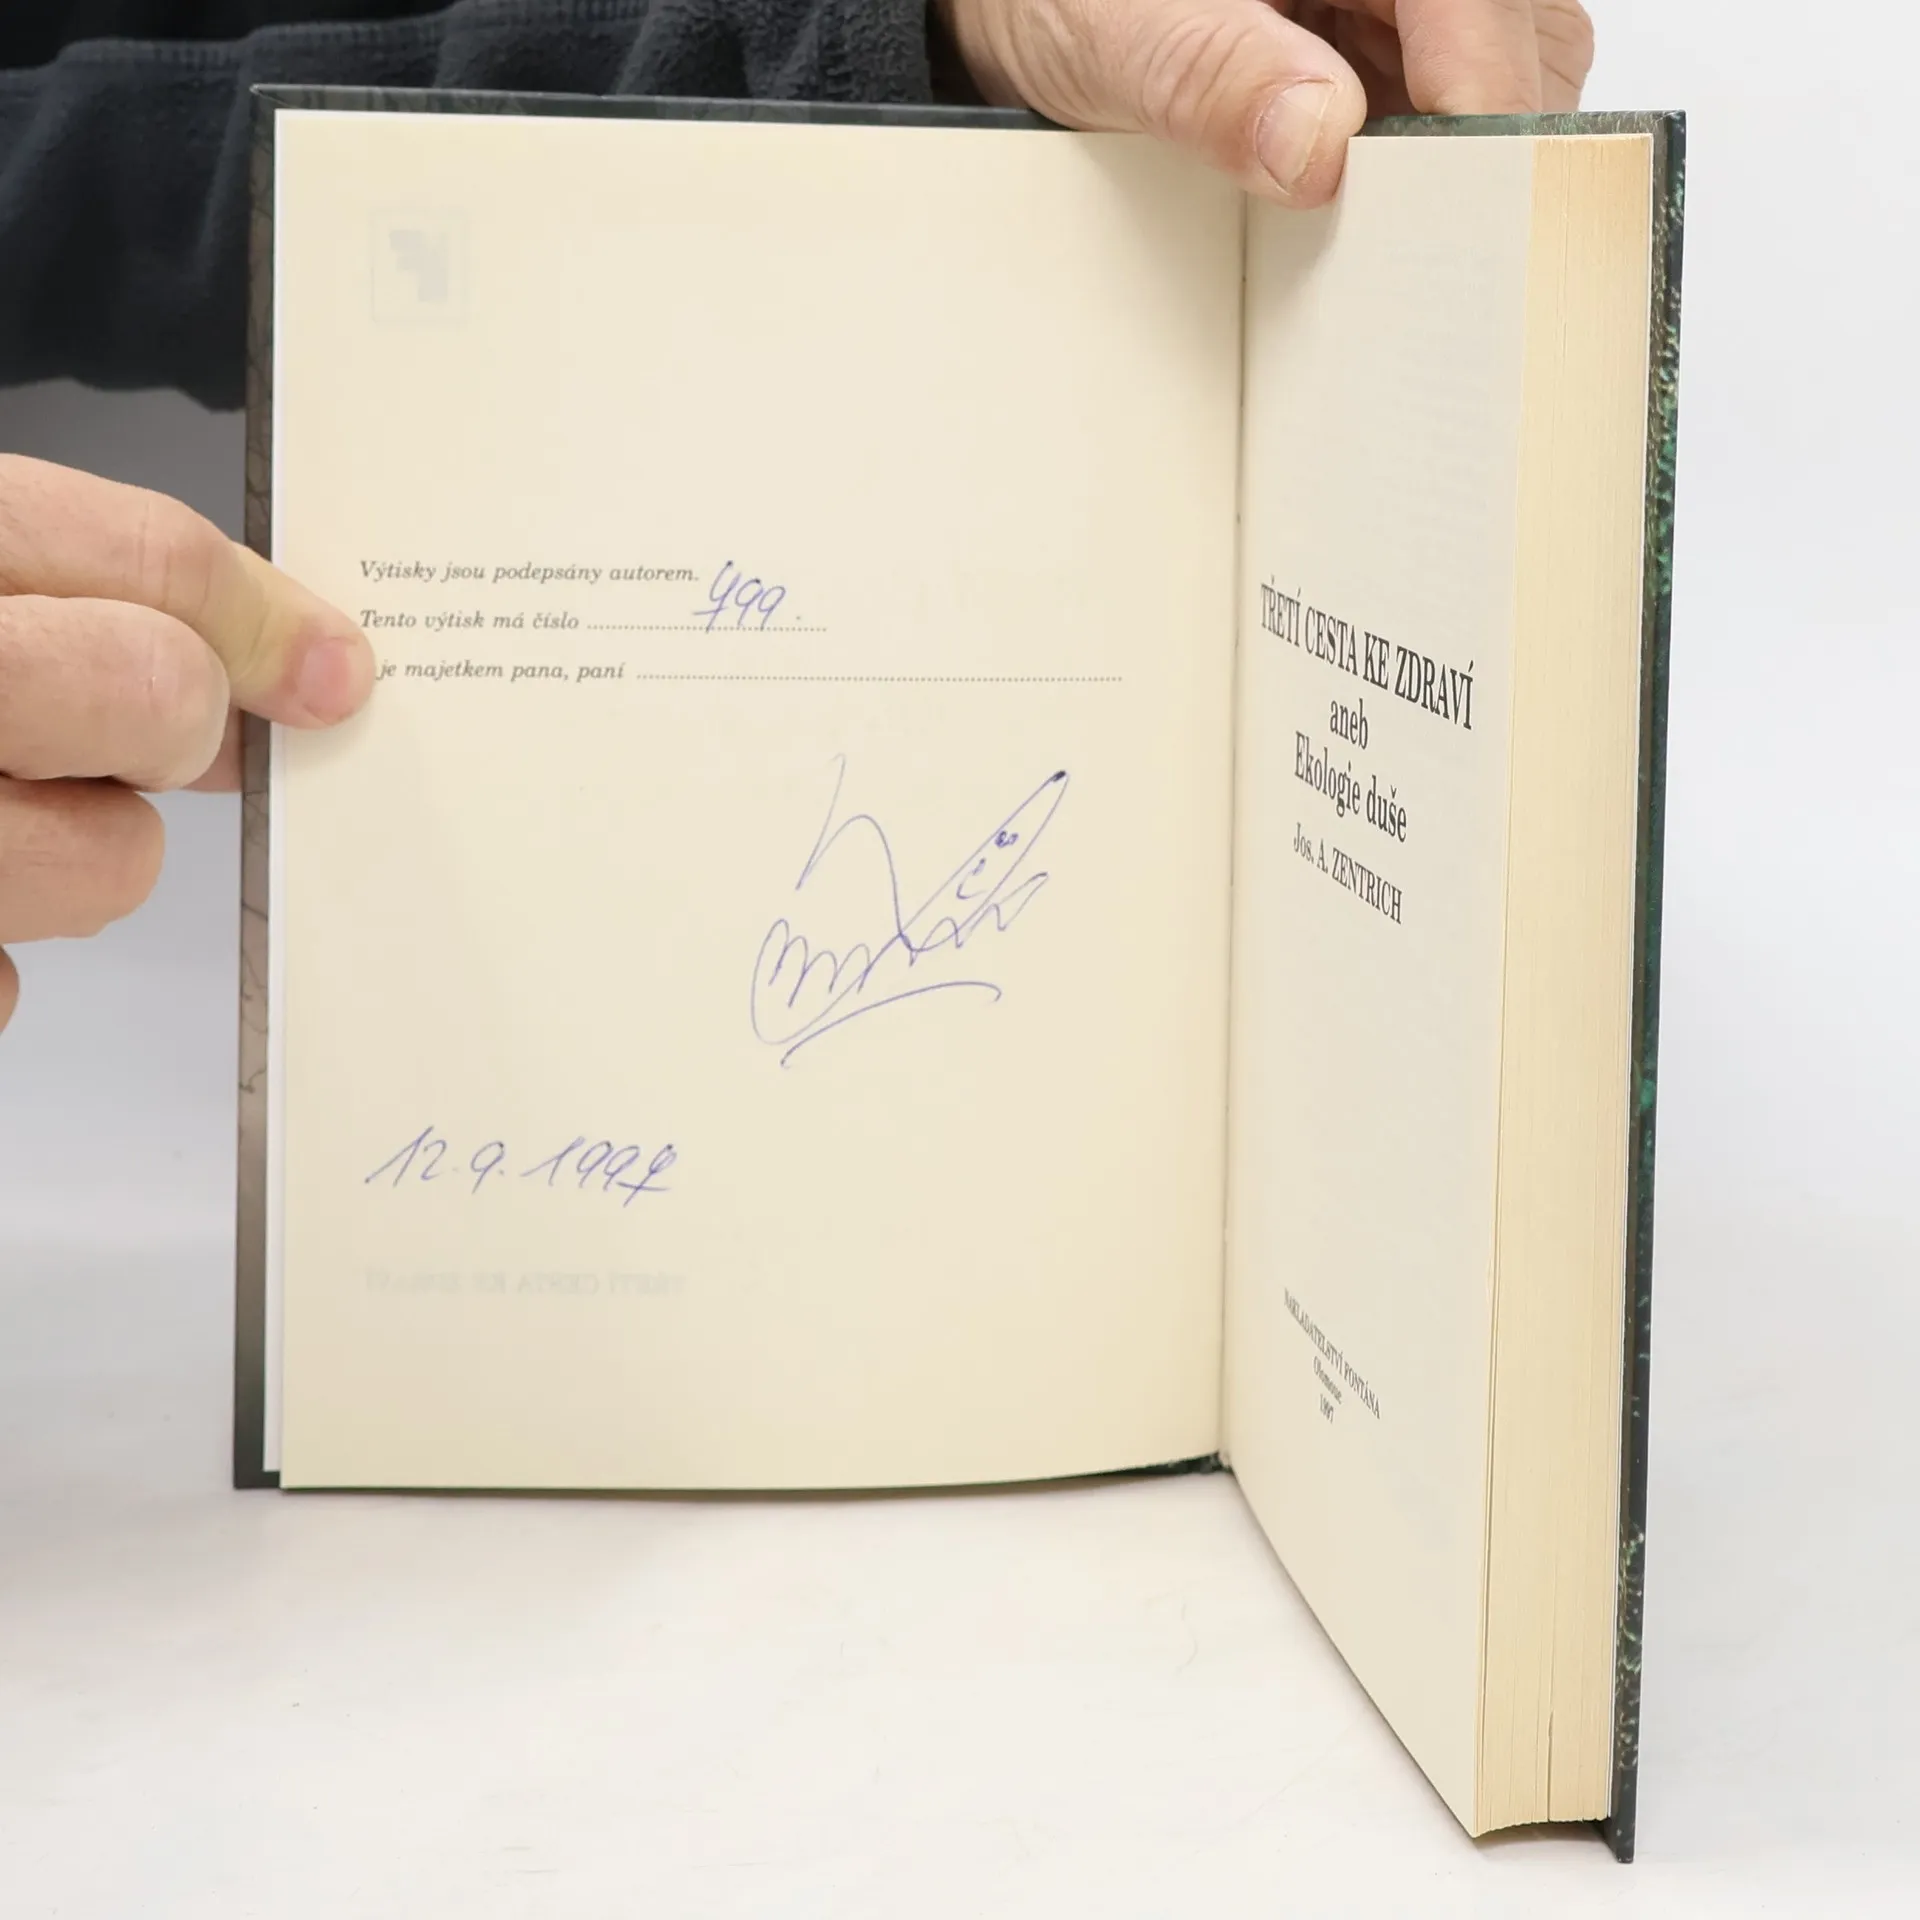 Výtisky jsou podepsány autorem.
Tento výtisk má číslo 799
je majetkem pana, paní
12.9.1997
TŘETÍ CESTA KE ZDRAVÍ
aneb
Ekologie duše
Jos. A. ZENTRICH
NAKLADATELSTVÍ FONTÁNA
Olomouc
1997